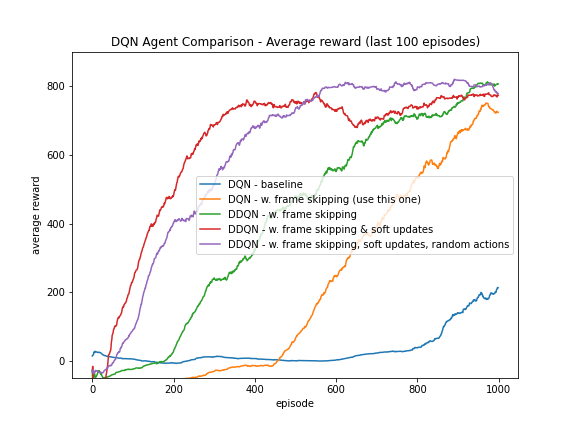 DQN Agent Comparison - Average reward (last 100 episodes)
800
600
400
200
0
average reward
DQN - baseline
DQN - w. frame skipping (use this one)
DDQN - w. frame skipping
DDQN - w. frame skipping & soft updates
DDQN - w. frame skipping, soft updates, random actions
0 200 400 600 800 1000
episode